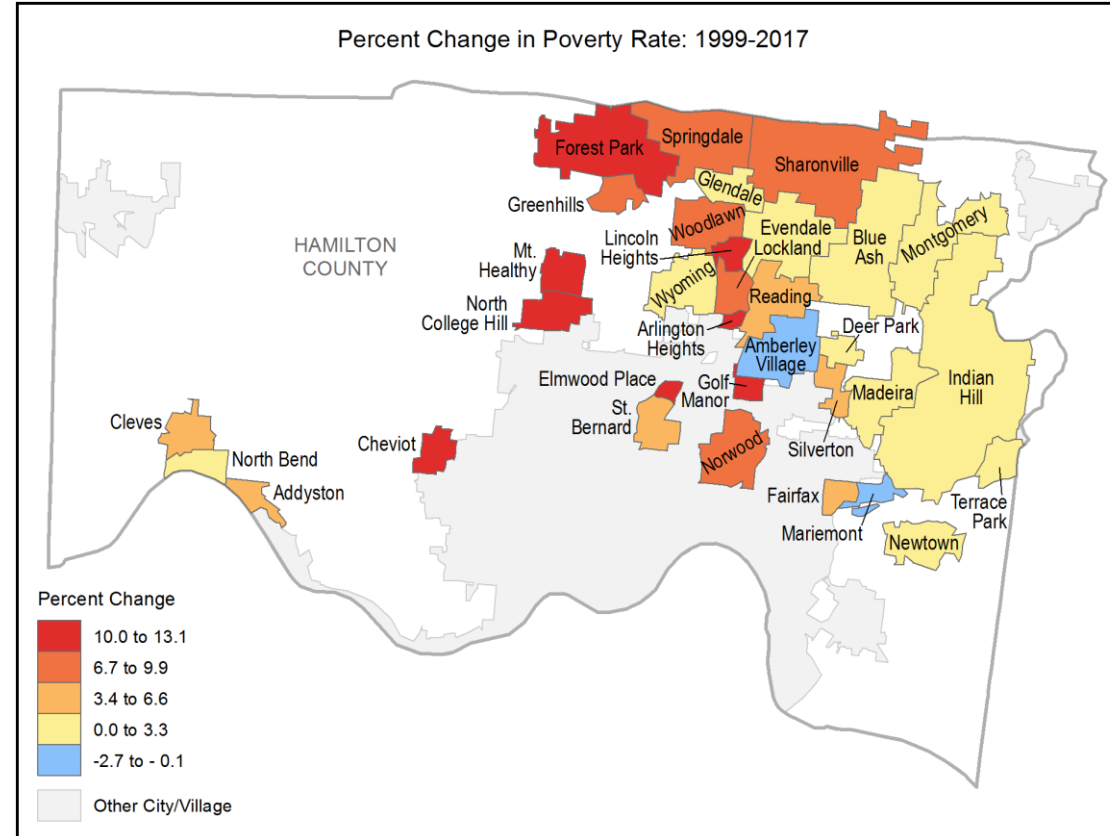 Percent Change in Poverty Rate: 1999-2017
Forest Park
Springdale
Sharonville
Glendale
Greenhills
Woodlawn
Evendale
Lockland
Lincoln
Heights
Blue
Ash
Montgomery
HAMILTON
COUNTY
Mt.
Healthy
North
College Hill
Wyoming
Reading
Arlington
Heights
Amberley
Village
Deer Park
Elmwood Place
Golf
Manor
St.
Bernard
Madeira
Indian
Hill
Cleves
Cheviot
Norwood
Silverton
North Bend
Addyston
Fairfax
Mariemont
Terrace
Park
Newtown
Percent Change
10.0 to 13.1
6.7 to 9.9
3.4 to 6.6
0.0 to 3.3
-2.7 to - 0.1
Other City/Village